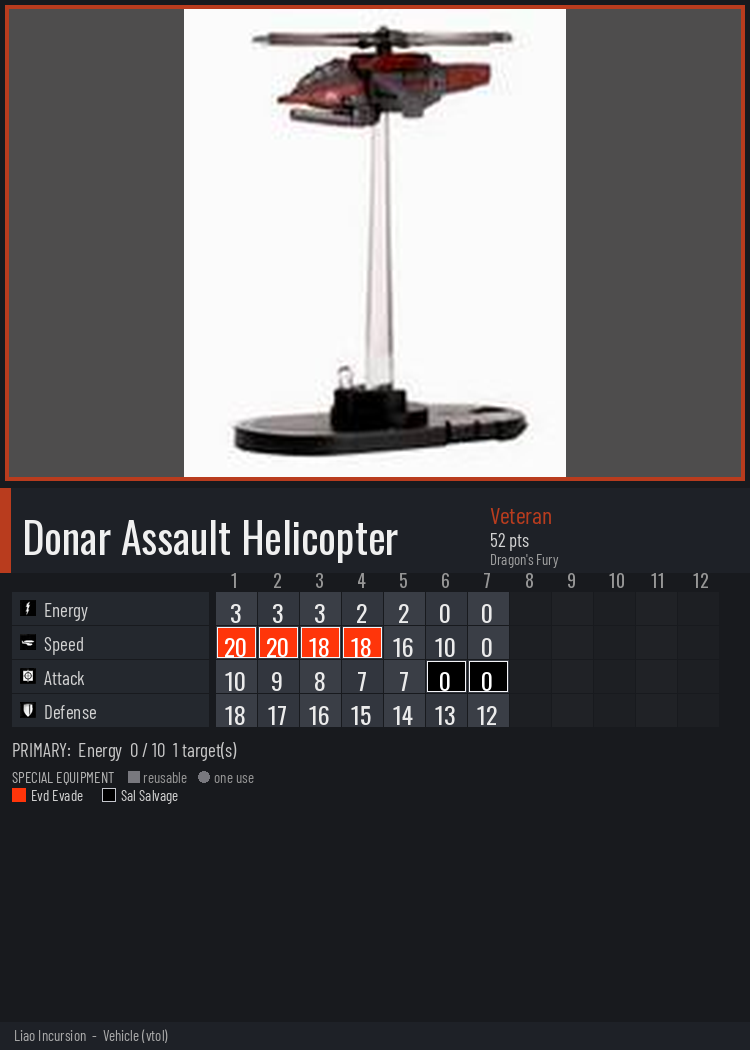 Donar Assault Helicopter
Veteran
52 pts
Dragon's Fury
1 2 3 4 5 6 7 8 9 10 11 12
Energy 3 3 3 2 2 0 0
Speed 20 20 18 18 16 10 0
Attack 10 9 8 7 7 0 0
Defense 18 17 16 15 14 13 12
PRIMARY: Energy 0 / 10 1 target(s)
SPECIAL EQUIPMENT reusable one use
Evd Evade Sal Salvage
Liao Incursion - Vehicle (vtol)